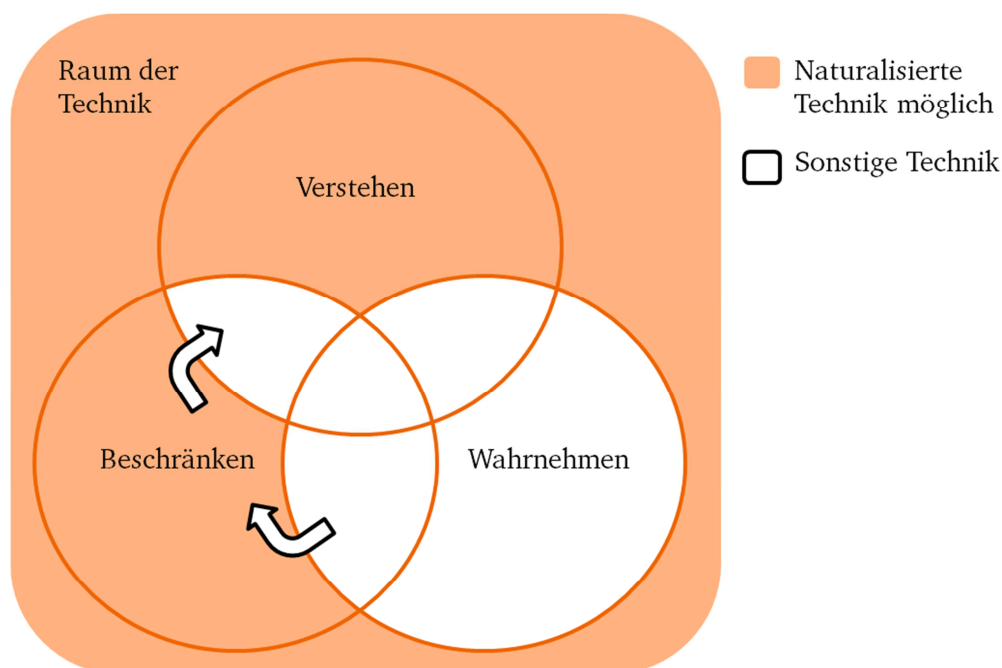 Raum der
Technik
Verstehen
Beschränken
Wahrnehmen
Naturalisierte
Technik möglich
Sonstige Technik